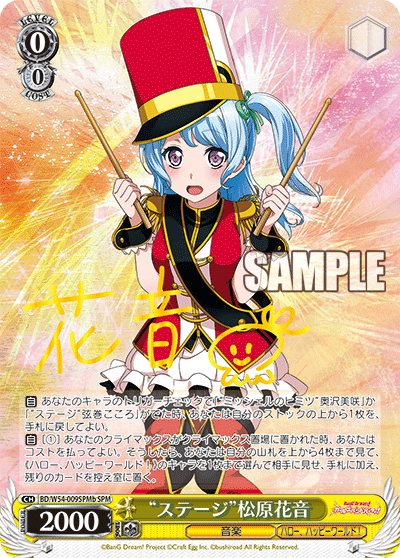 LEVEL
0
0
COST
SAMPLE
花音
自 あなたのキャラのトリガーチェックで「“ミッシェルのヒミツ”奥沢美咲」か
「“ステージ”弦巻こころ」がでた時、あなたは自分のストックの上から1枚を、
手札に戻してよい。
自 [①] あなたのクライマックスがクライマックス置場に置かれた時、あなたは
コストを払ってよい。そうしたら、あなたは自分の山札を上から4枚まで見て、
《ハロー、ハッピーワールド!》のキャラを1枚まで選んで相手に見せ、手札に加え、
残りのカードを控え室に置く。
CH BD/W54-009SPMb SPM
2000
“ステージ”松原花音
音楽
ハロー、ハッピーワールド!
©BanG Dream! Project ©Craft Egg Inc. ©bushiroad All Rights Reserved.